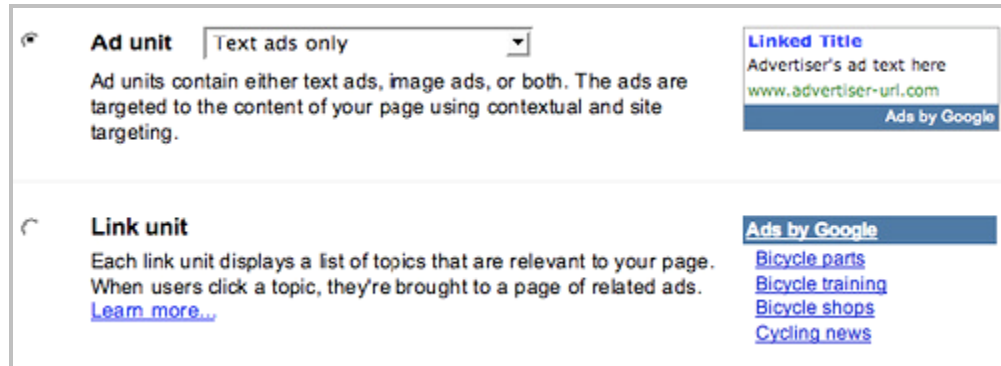 Ad unit Text ads only
Ad units contain either text ads, image ads, or both. The ads are
targeted to the content of your page using contextual and site
targeting.
Linked Title
Advertiser's ad text here
www.advertiser-url.com
Ads by Google
Link unit
Each link unit displays a list of topics that are relevant to your page.
When users click a topic, they're brought to a page of related ads.
Learn more...
Ads by Google
Bicycle parts
Bicycle training
Bicycle shops
Cycling news